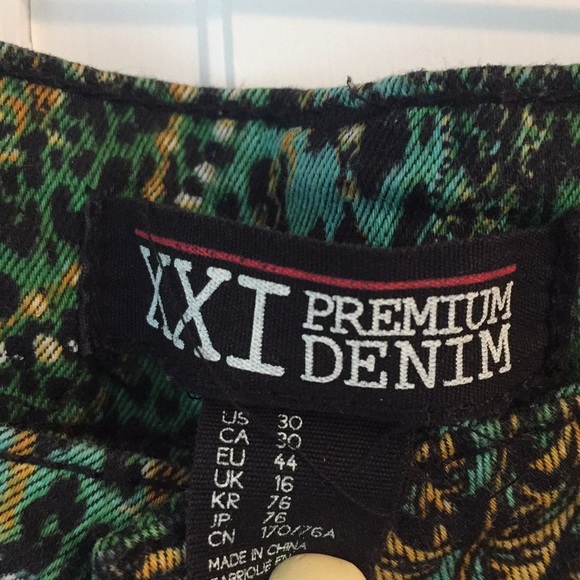 XXI PREMIUM DENIM
US 30
CA 30
EU 44
UK 16
KR 76
JP 76
CN 170/76A
MADE IN CHINA